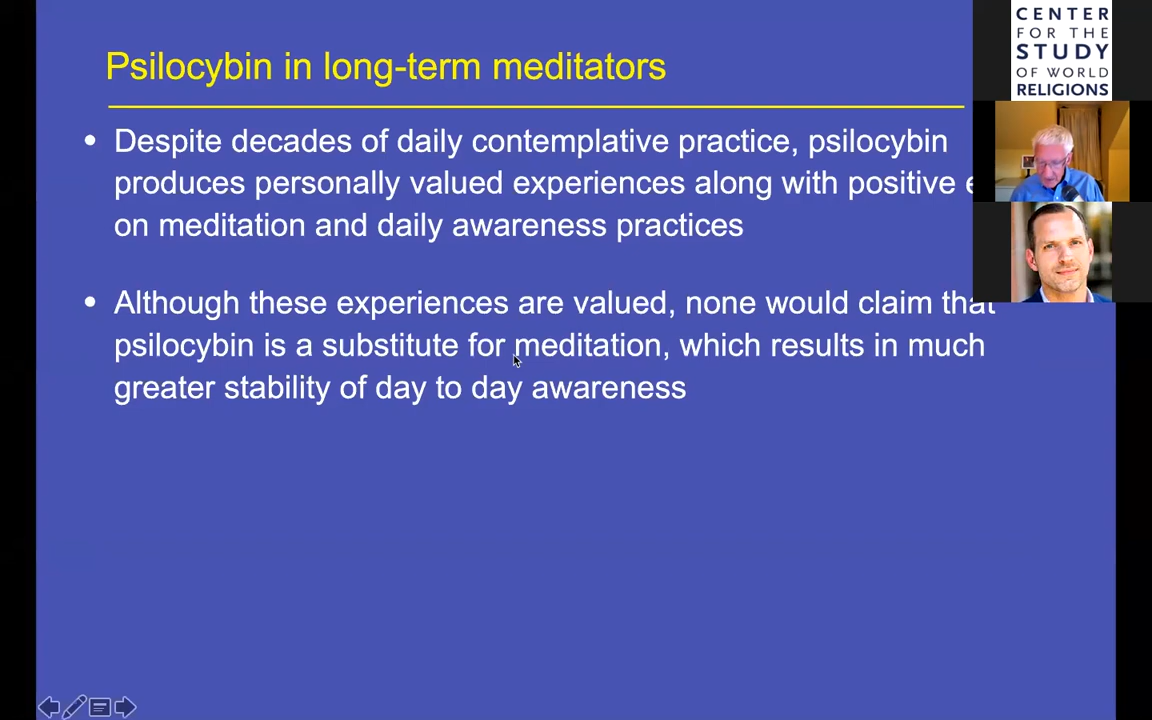 Psilocybin in long-term meditators
• Despite decades of daily contemplative practice, psilocybin
produces personally valued experiences along with positive
on meditation and daily awareness practices
• Although these experiences are valued, none would claim that
psilocybin is a substitute for meditation, which results in much
greater stability of day to day awareness
CENTER
FOR THE
STUDY
OF WORLD
RELIGIONS